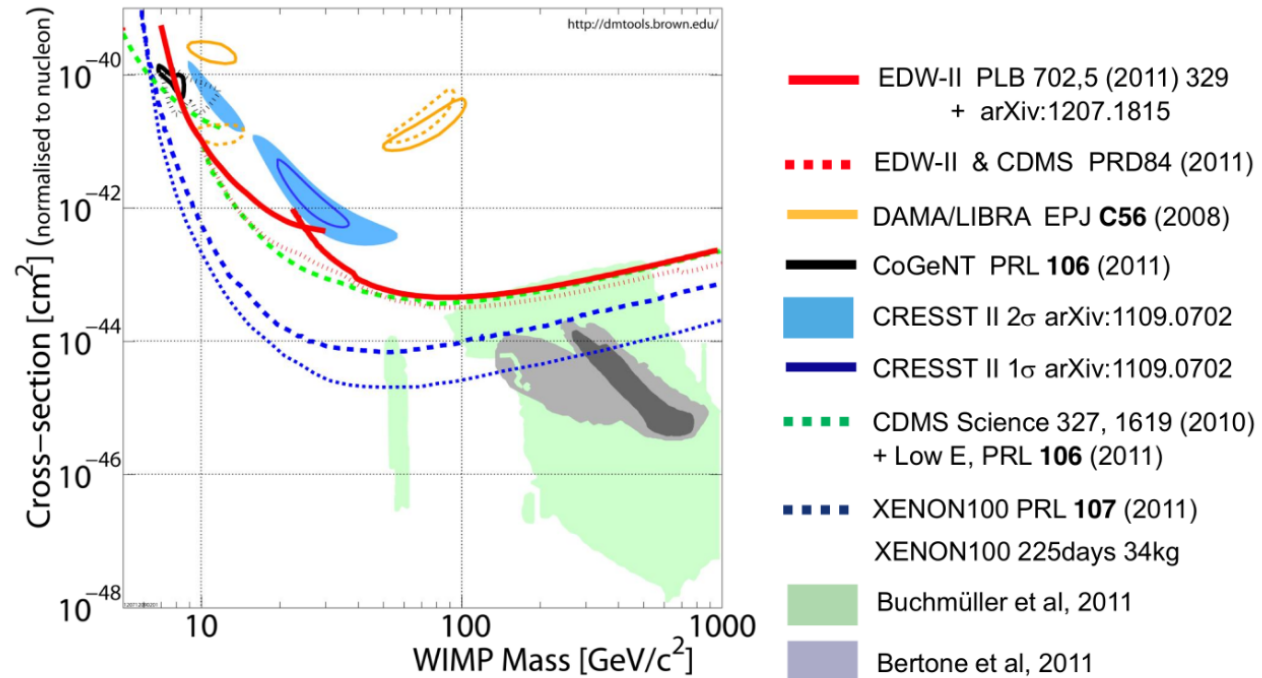 http://dmtools.brown.edu/
10⁻⁴⁰
10⁻⁴²
10⁻⁴⁴
10⁻⁴⁶
10⁻⁴⁸
Cross−section [cm²] (normalised to nucleon)
10
100
1000
WIMP Mass [GeV/c²]
EDW-II PLB 702,5 (2011) 329
+ arXiv:1207.1815
EDW-II & CDMS PRD84 (2011)
DAMA/LIBRA EPJ C56 (2008)
CoGeNT PRL 106 (2011)
CRESST II 2σ arXiv:1109.0702
CRESST II 1σ arXiv:1109.0702
CDMS Science 327, 1619 (2010)
+ Low E, PRL 106 (2011)
XENON100 PRL 107 (2011)
XENON100 225days 34kg
Buchmüller et al, 2011
Bertone et al, 2011